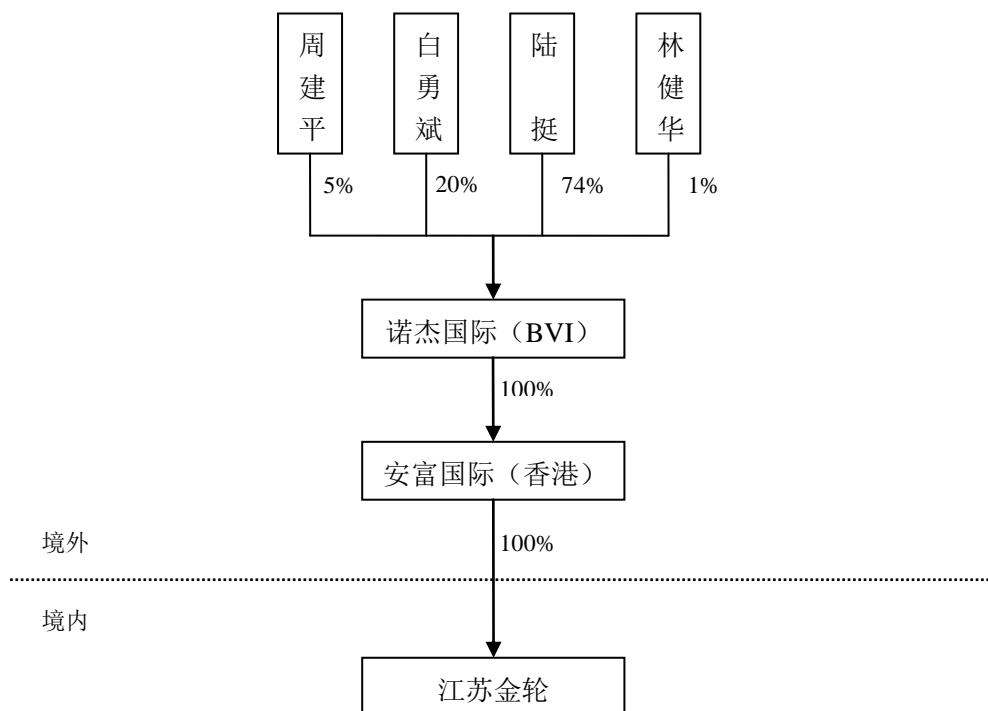 周建平
白勇斌
陆挺
林健华
5%
20%
74%
1%
诺杰国际（BVI）
100%
安富国际（香港）
境外
100%
境内
江苏金轮